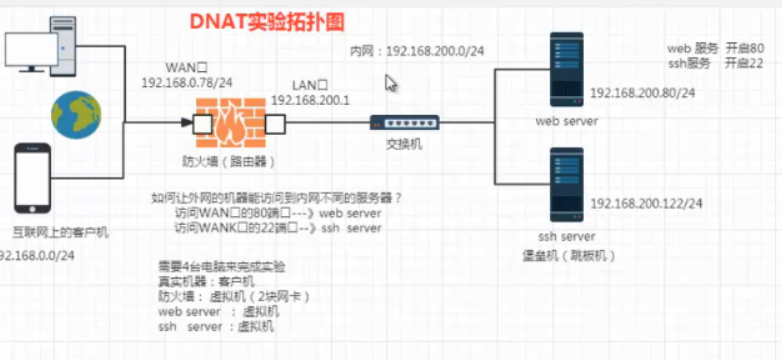 DNAT实验拓扑图
内网：192.168.200.0/24
web 服务 开启80
ssh服务 开启22
WAN口
192.168.0.78/24
LAN口
192.168.200.1
192.168.200.80/24
web server
交换机
防火墙（路由器）
如何让外网的机器能访问到内网不同的服务器？
访问WAN口的80端口---》web server
访问WANK口的22端口--》ssh server
192.168.200.122/24
互联网上的客户机
ssh server
堡垒机（跳板机）
92.168.0.0/24
需要4台电脑来完成实验
真实机器：客户机
防火墙： 虚拟机（2块网卡）
web server ：虚拟机
ssh server ：虚拟机